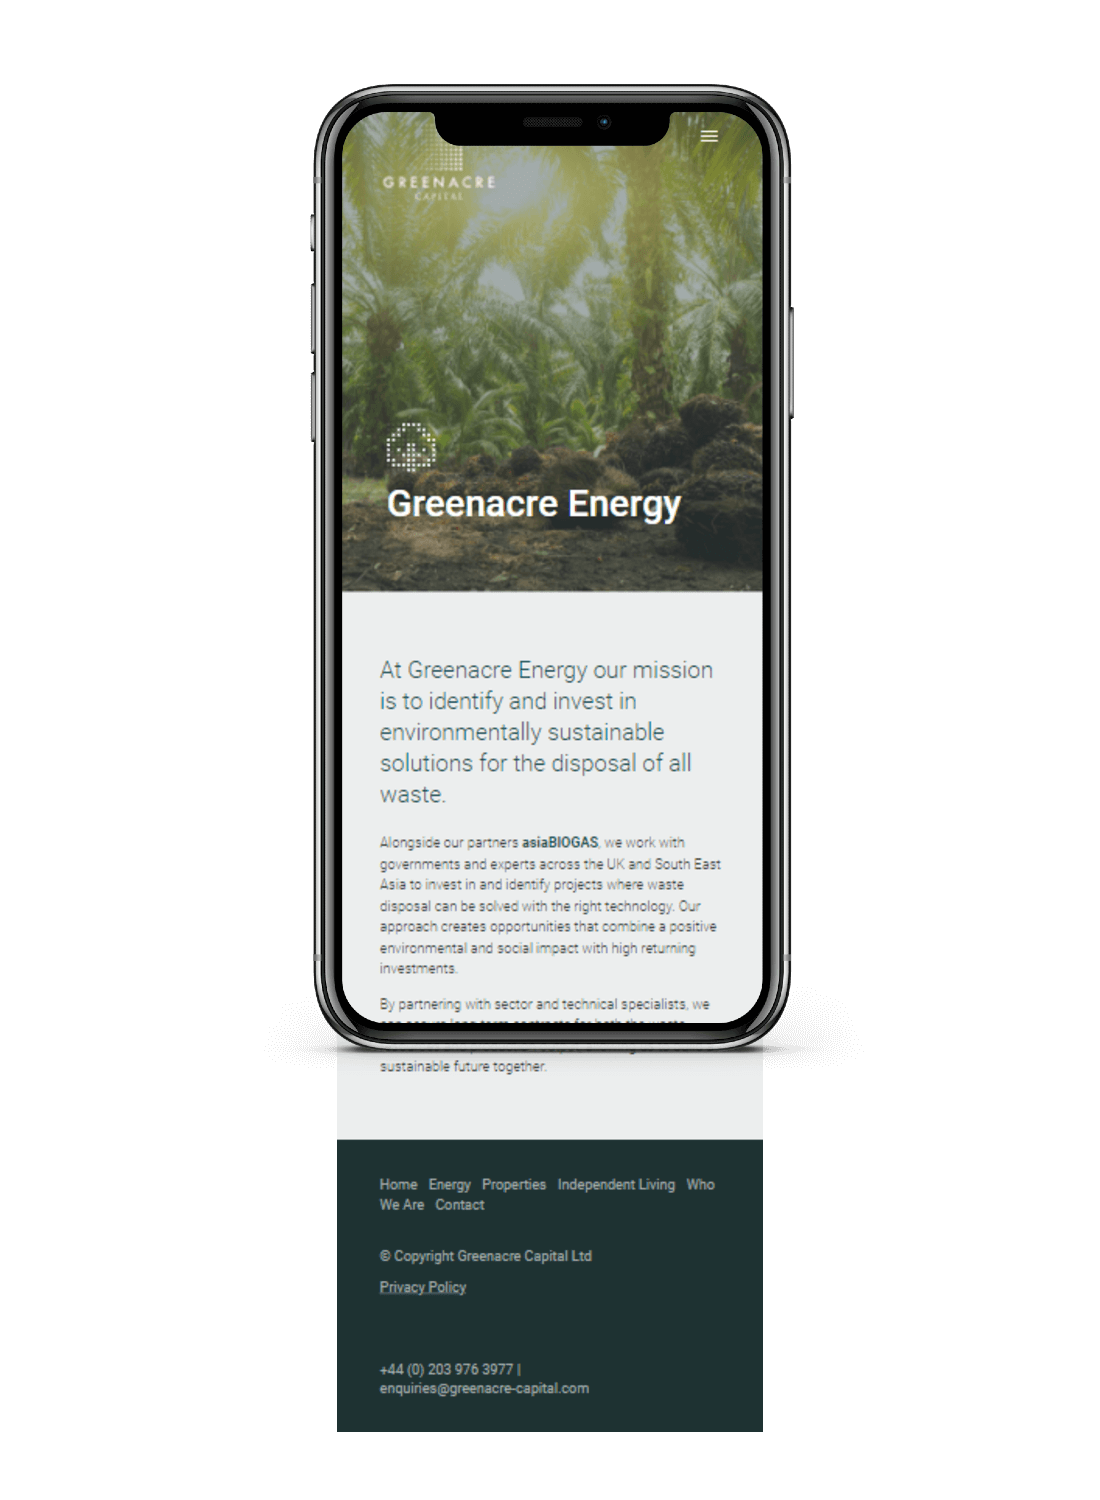 GREENACRE
CAPITAL
Greenacre Energy
At Greenacre Energy our mission
is to identify and invest in
environmentally sustainable
solutions for the disposal of all
waste.
Alongside our partners asiaBIOGAS, we work with
governments and experts across the UK and South East
Asia to invest in and identify projects where waste
disposal can be solved with the right technology. Our
approach creates opportunities that combine a positive
environmental and social impact with high returning
investments.
By partnering with sector and technical specialists, we
sustainable future together.
Home Energy Properties Independent Living Who
We Are Contact
© Copyright Greenacre Capital Ltd
Privacy Policy
+44 (0) 203 976 3977 |
enquiries@greenacre-capital.com